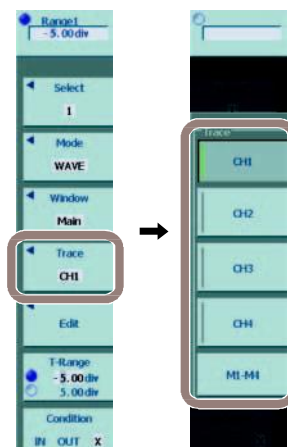 Range1
-5.00div
Select
1
Mode
WAVE
Window
Main
Trace
CH1
Edit
T-Range
-5.00div
5.00div
Condition
IN OUT X
Trace
CH1
CH2
CH3
CH4
M1-M4